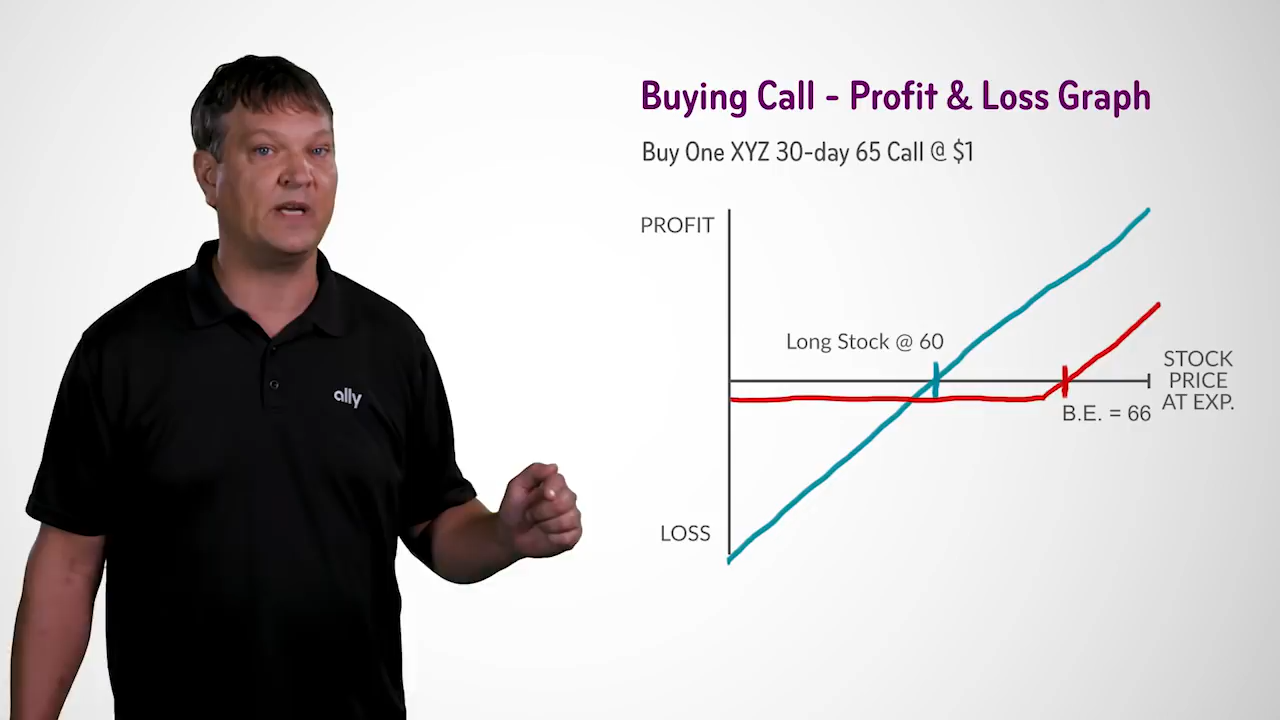 Buying Call - Profit & Loss Graph
Buy One XYZ 30-day 65 Call @ $1
PROFIT
Long Stock @ 60
STOCK
PRICE
AT EXP.
B.E. = 66
ally
LOSS